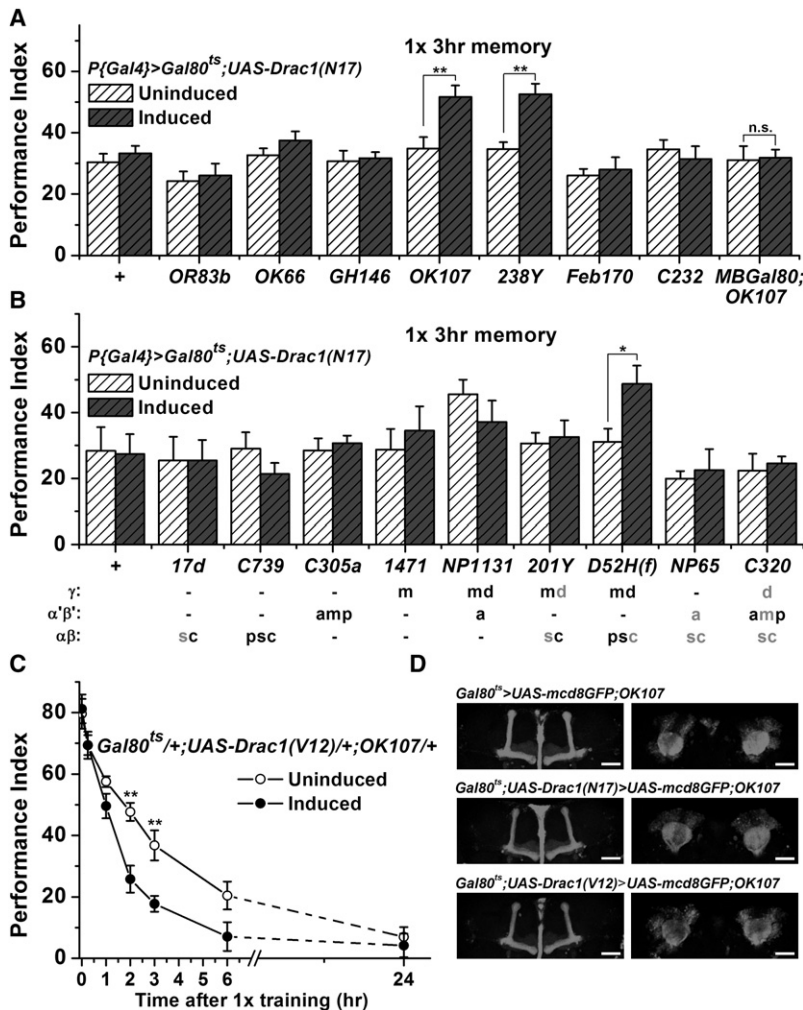 A
Performance Index
80
60
40
20
0
P{Gal4}>Gal80ts;UAS-Drac1(N17)
Uninduced
Induced
1x 3hr memory
**
**
n.s.
+ OR83b OK66 GH146 OK107 238Y Feb170 C232 MBGal80;
OK107
B
Performance Index
80
60
40
20
0
P{Gal4}>Gal80ts;UAS-Drac1(N17)
Uninduced
Induced
1x 3hr memory
*
+ 17d C739 C305a 1471 NP1131 201Y D52H(f) NP65 C320
γ: - - - m md md md - d
α'β': - - amp - a - - a amp
αβ: sc psc - - - sc psc sc sc
C
Performance Index
80
60
40
20
0
Gal80ts/+;UAS-Drac1(V12)/+;OK107/+
Uninduced
Induced
**
**
0 1 2 3 4 5 6 24
Time after 1x training (hr)
D
Gal80ts>UAS-mcd8GFP;OK107
Gal80ts;UAS-Drac1(N17)>UAS-mcd8GFP;OK107
Gal80ts;UAS-Drac1(V12)>UAS-mcd8GFP;OK107